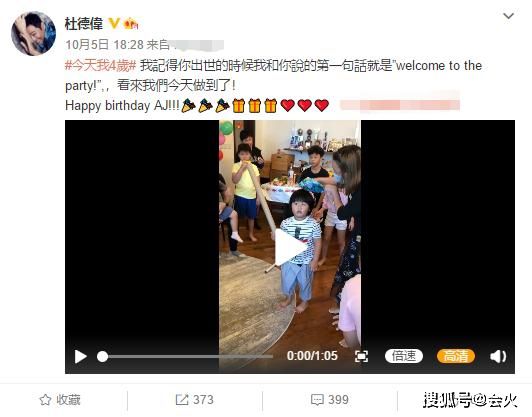 杜德偉
10月5日 18:28 来自
#今天我4歲# 我記得你出世的時候我和你說的第一句話就是"welcome to the
party!",，看來我們今天做到了！
Happy birthday AJ!!!
0:00/1:05
倍速
高清
收藏
373
399
搜狐号@会火